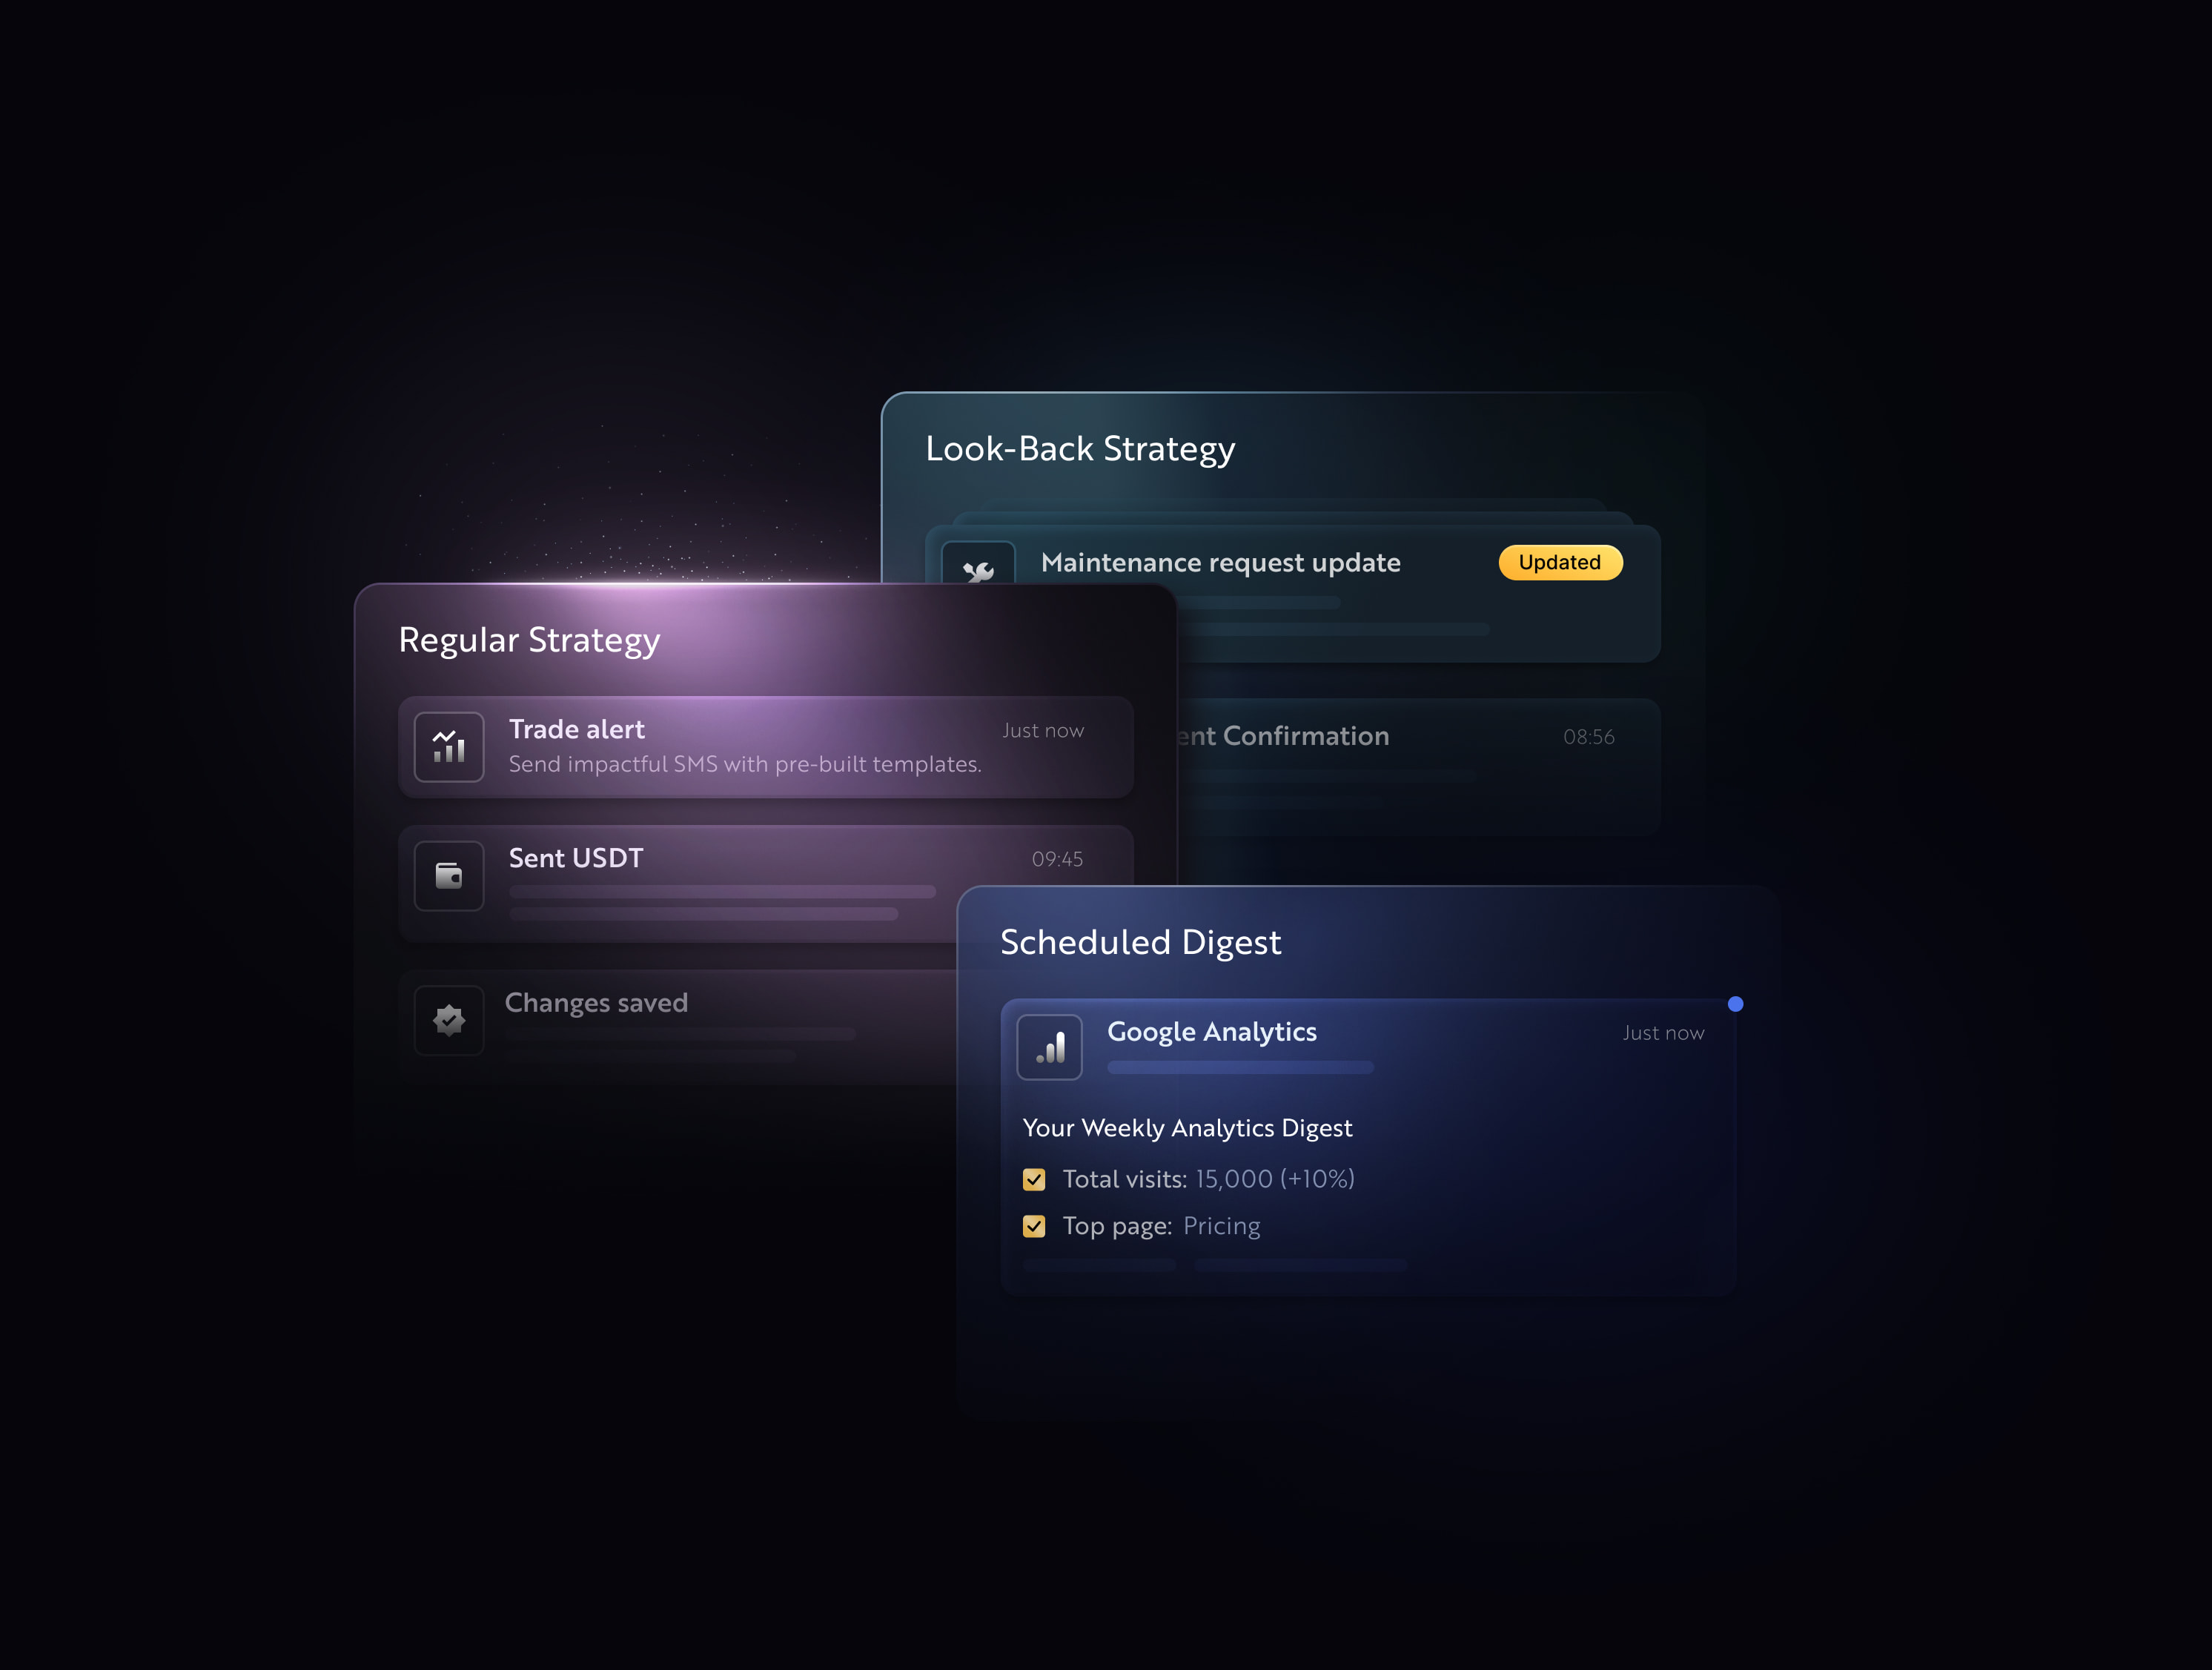 Look-Back Strategy
Maintenance request update
Updated
Confirmation
08:56
Regular Strategy
Trade alert
Just now
Send impactful SMS with pre-built templates.
Sent USDT
09:45
Changes saved
Scheduled Digest
Google Analytics
Just now
Your Weekly Analytics Digest
Total visits: 15,000 (+10%)
Top page: Pricing